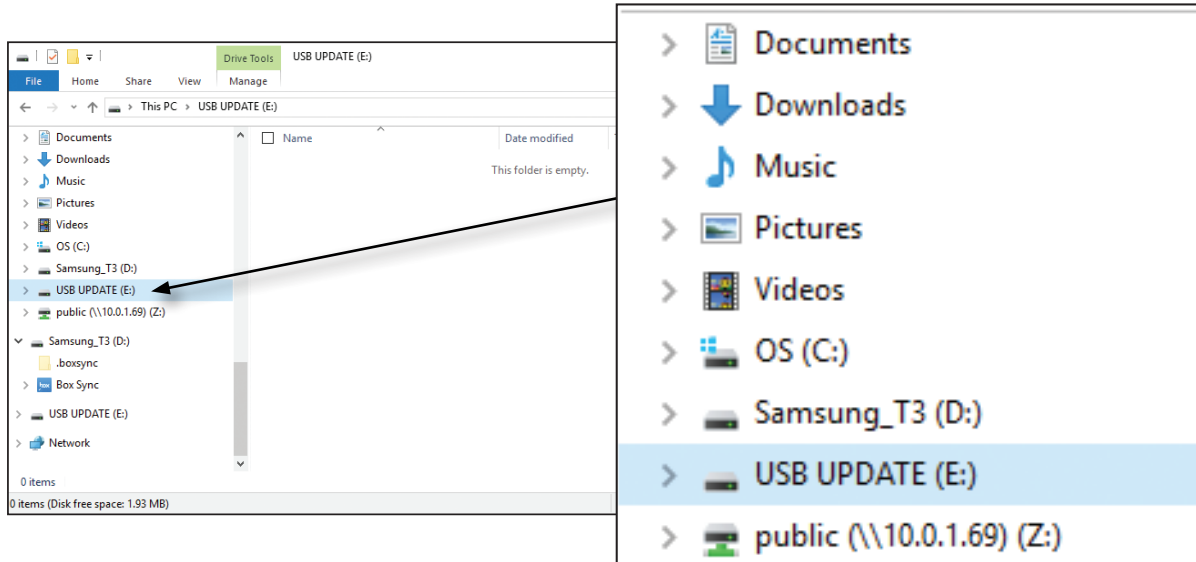 Drive Tools USB UPDATE (E:)
File Home Share View Manage
This PC > USB UPDATE (E:)
Documents
Downloads
Music
Pictures
Videos
OS (C:)
Samsung_T3 (D:)
USB UPDATE (E:)
public (\\10.0.1.69) (Z:)
Samsung_T3 (D:)
.boxsync
Box Sync
USB UPDATE (E:)
Network
Name Date modified
This folder is empty.
0 items
0 items (Disk free space: 1.93 MB)
Documents
Downloads
Music
Pictures
Videos
OS (C:)
Samsung_T3 (D:)
USB UPDATE (E:)
public (\\10.0.1.69) (Z:)